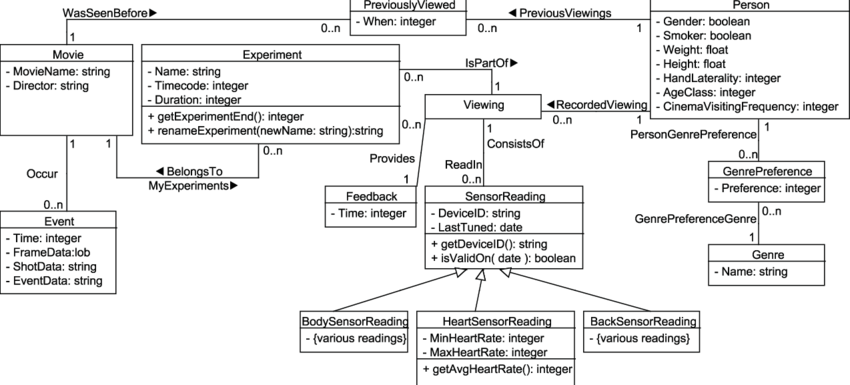 WasSeenBefore▶
PreviouslyViewed
- When: integer
◀PreviousViewings
Person
- Gender: boolean
- Smoker: boolean
- Weight: float
- Height: float
- HandLaterality: integer
- AgeClass: integer
- CinemaVisitingFrequency: integer
1
0..n
0..n
1
Movie
- MovieName: string
- Director: string
Experiment
- Name: string
- Timecode: integer
- Duration: integer
+ getExperimentEnd(): integer
+ renameExperiment(newName: string):string
0..n
IsPartOf▶
1
Viewing
◀RecordedViewing
0..n
1
0..n
1
1
0..n
◀BelongsTo
MyExperiments▶
Occur
0..n
Provides
1
1
ConsistsOf
ReadIn
0..n
1
PersonGenrePreference
0..n
GenrePreference
- Preference: integer
0..n
GenrePreferenceGenre
1
Genre
- Name: string
Feedback
- Time: integer
SensorReading
- DeviceID: string
- LastTuned: date
+ getDeviceID(): string
+ isValidOn( date ): boolean
Event
- Time: integer
- FrameData:lob
- ShotData: string
- EventData: string
BodySensorReading
- {various readings}
HeartSensorReading
- MinHeartRate: integer
- MaxHeartRate: integer
+ getAvgHeartRate(): integer
BackSensorReading
- {various readings}